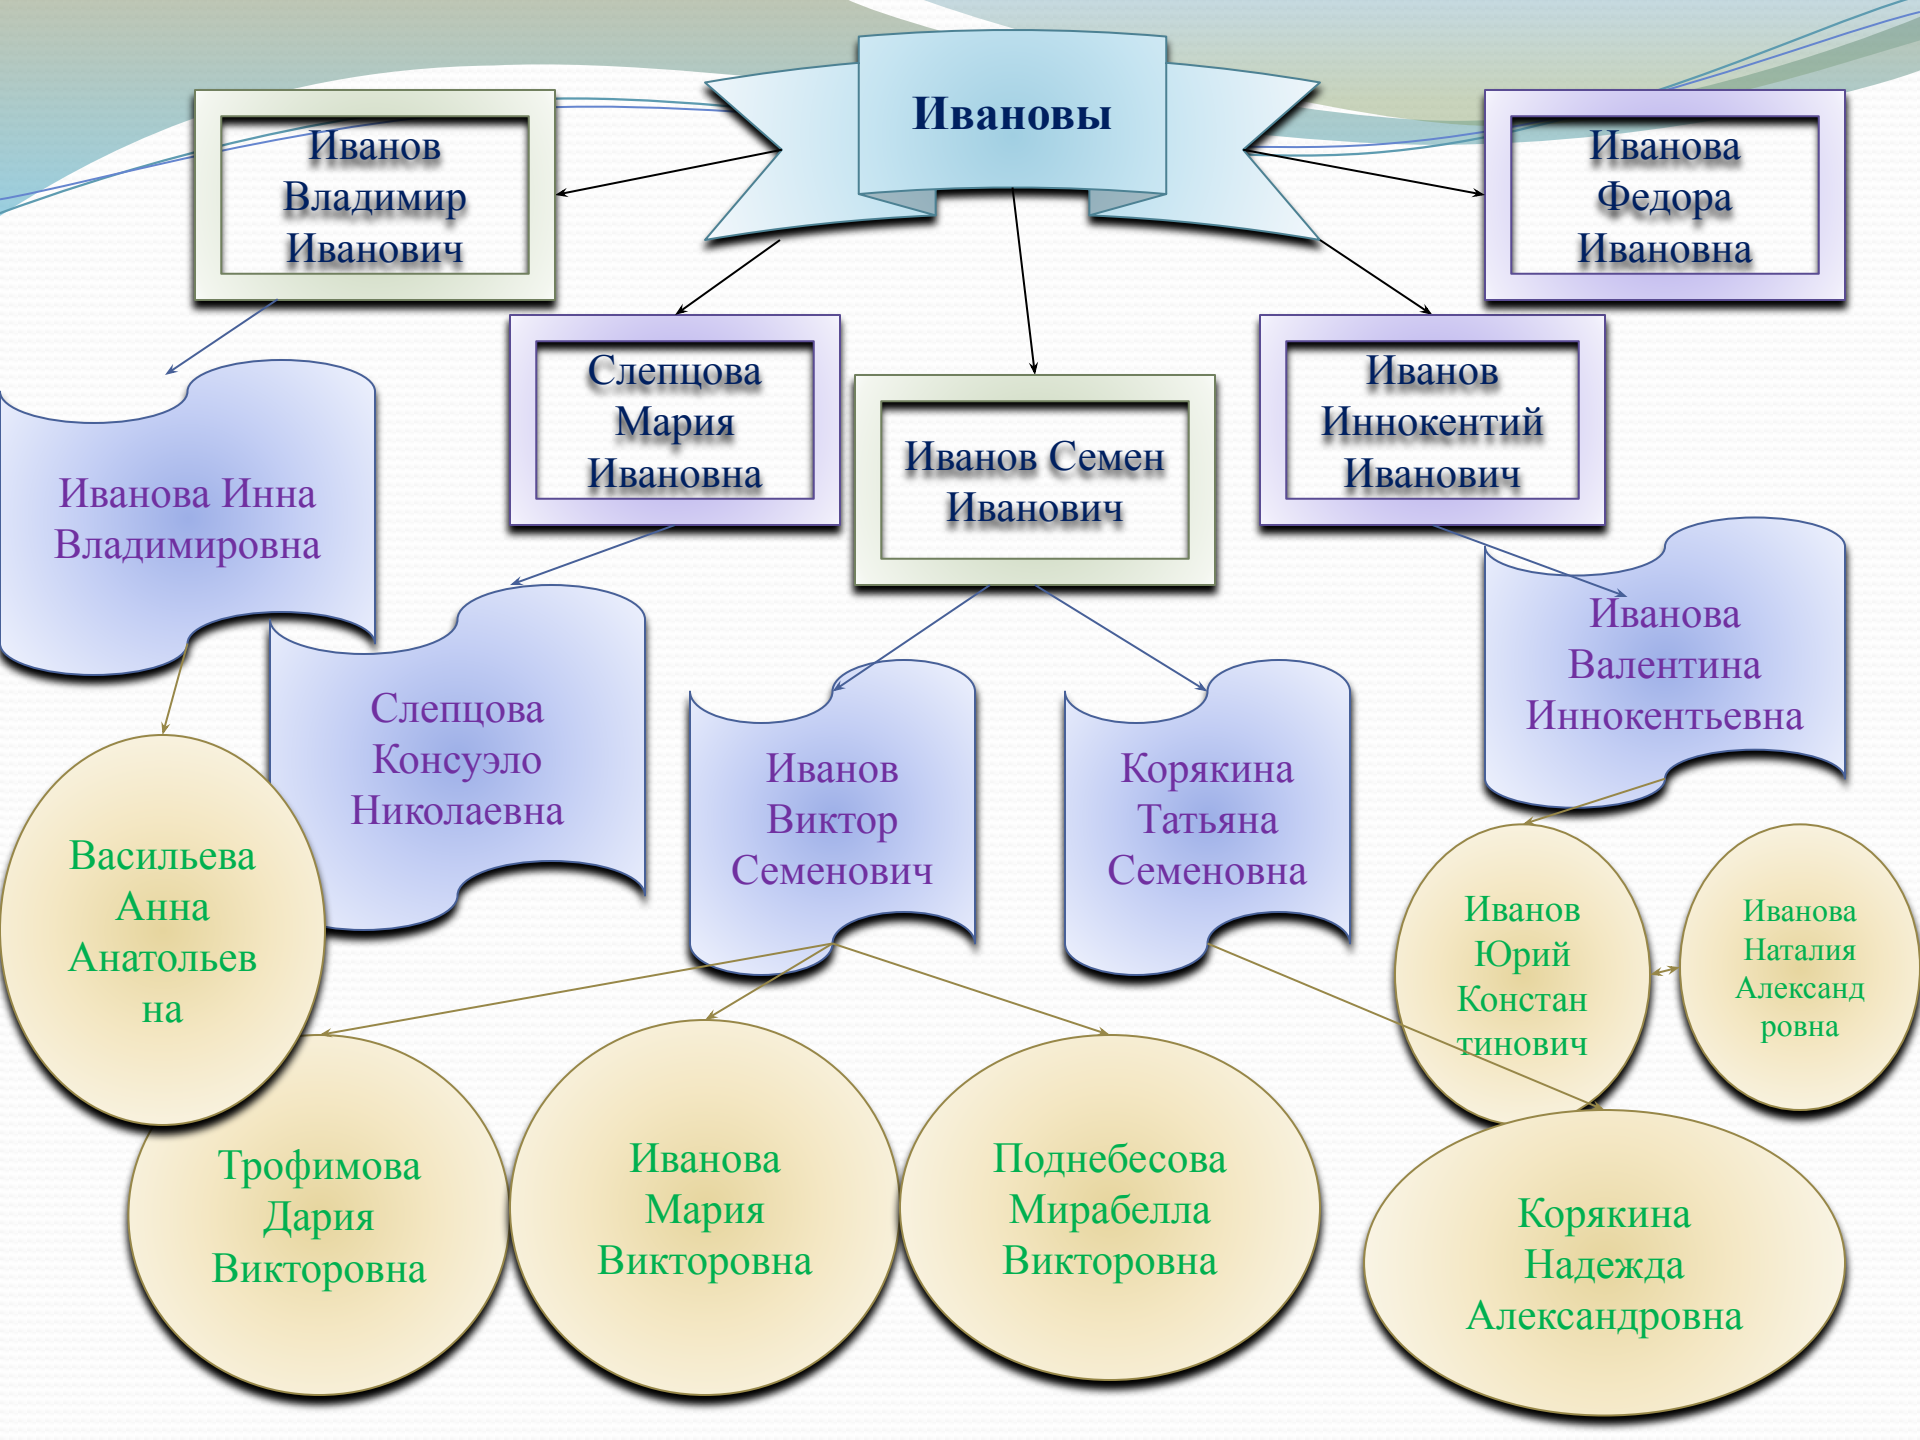 Ивановы
Иванов
Владимир
Иванович
Иванова
Федора
Ивановна
Слепцова
Мария
Ивановна
Иванов Семен
Иванович
Иванов
Иннокентий
Иванович
Иванова Инна
Владимировна
Слепцова
Консуэло
Николаевна
Иванов
Виктор
Семенович
Корякина
Татьяна
Семеновна
Иванова
Валентина
Иннокентьевна
Васильева
Анна
Анатольев
на
Иванов
Юрий
Констан
тинович
Иванова
Наталия
Александ
ровна
Трофимова
Дария
Викторовна
Иванова
Мария
Викторовна
Поднебесова
Мирабелла
Викторовна
Корякина
Надежда
Александровна